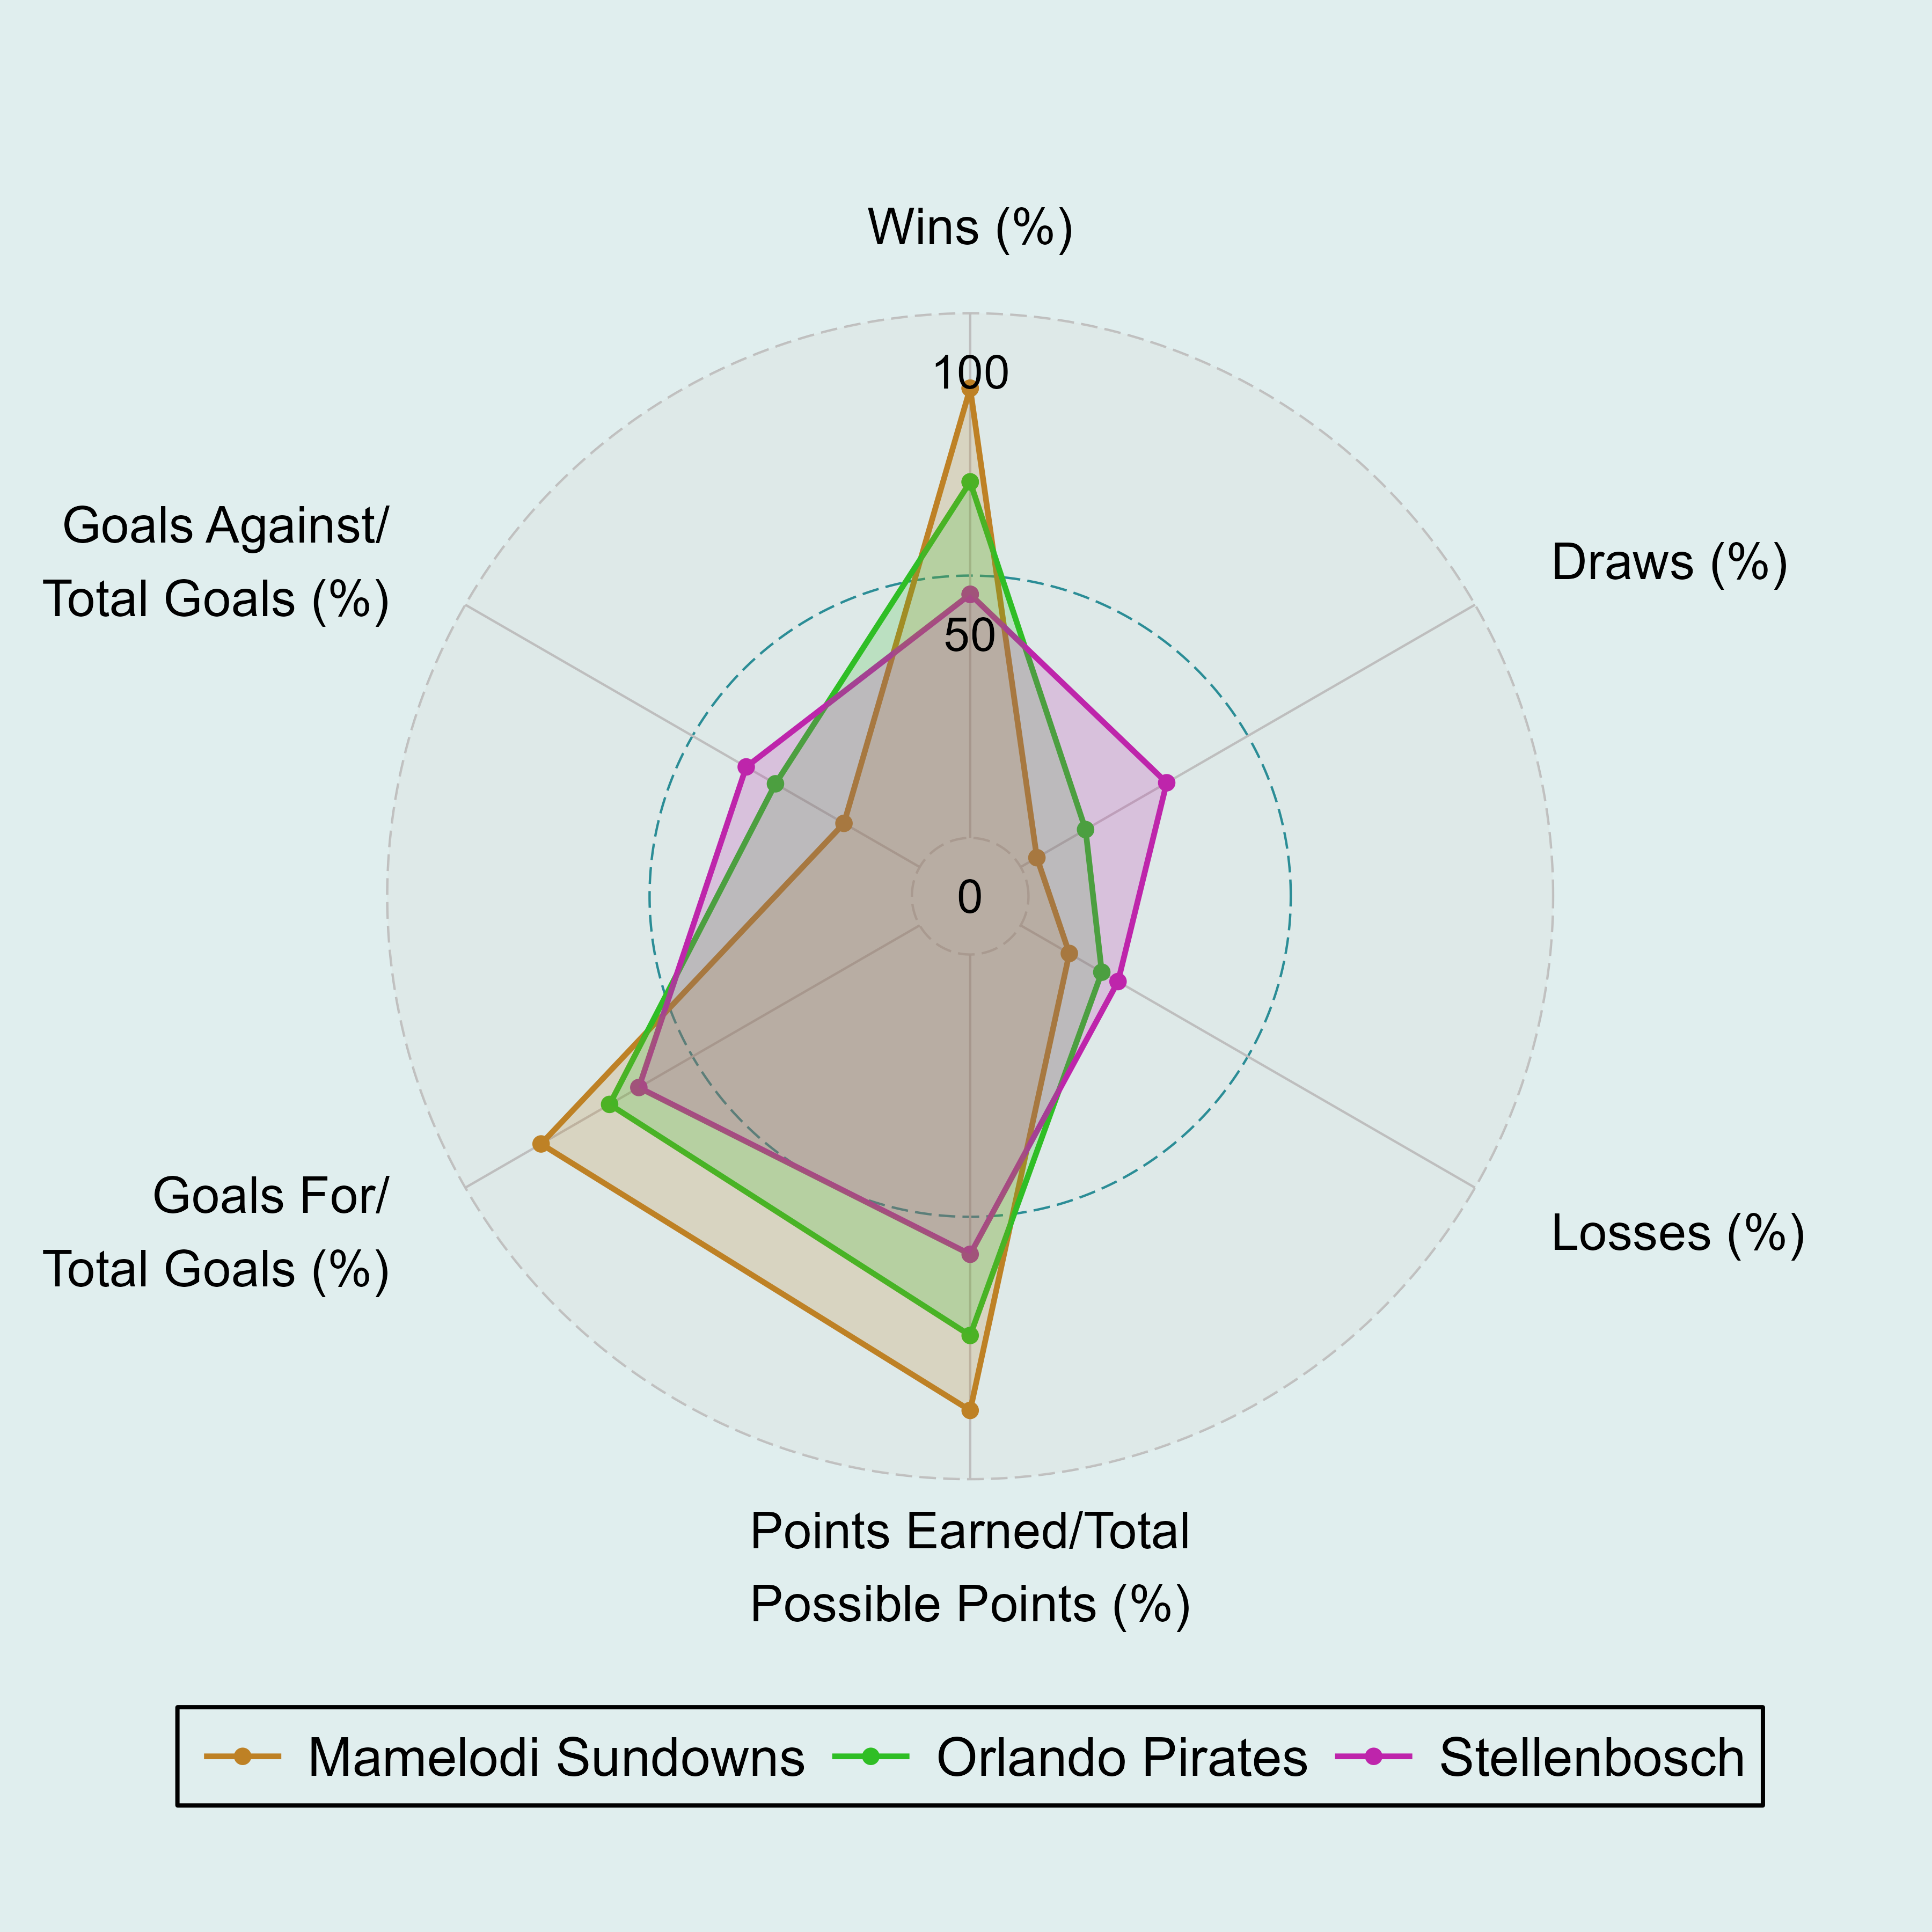 Wins (%)
100
Goals Against/
Total Goals (%)
Draws (%)
50
0
Goals For/
Total Goals (%)
Losses (%)
Points Earned/Total
Possible Points (%)
Mamelodi Sundowns
Orlando Pirates
Stellenbosch